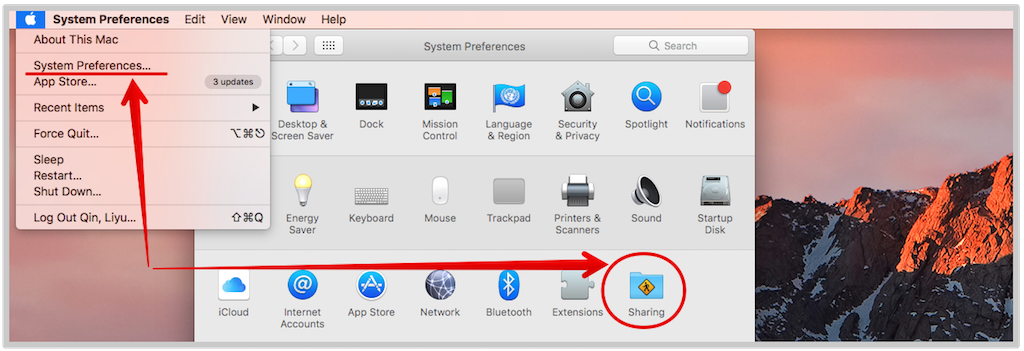 System Preferences Edit View Window Help
About This Mac
System Preferences...
App Store... 3 updates
Recent Items ▶
Force Quit... ⌥⌘⎋
Sleep
Restart...
Shut Down...
Log Out Qin, Liyu... ⇧⌘Q
System Preferences
Search
Desktop &
Screen Saver
Dock
Mission
Control
Language
& Region
Security
& Privacy
Spotlight
Notifications
Energy
Saver
Keyboard
Mouse
Trackpad
Printers &
Scanners
Sound
Startup
Disk
iCloud
Internet
Accounts
App Store
Network
Bluetooth
Extensions
Sharing